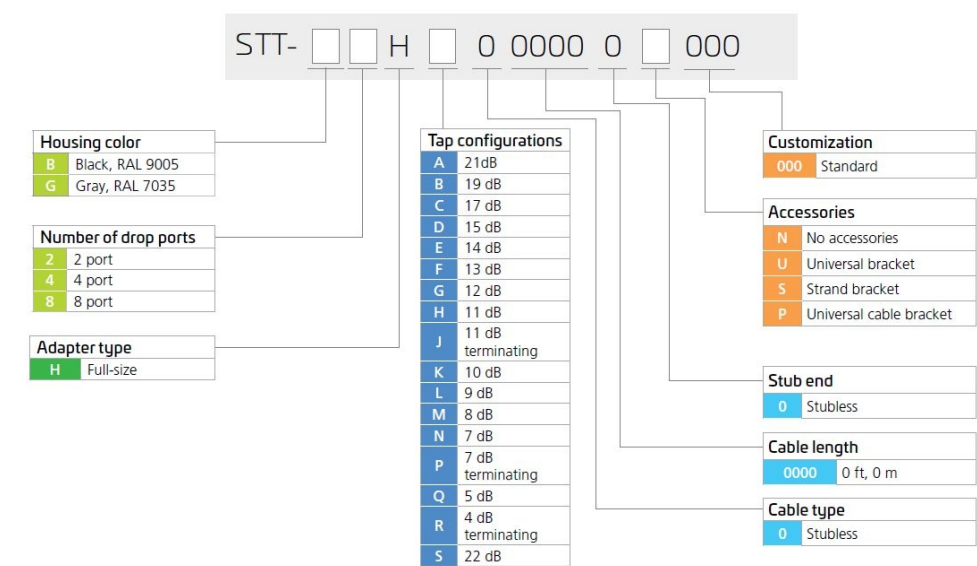 STT- H 0 0000 0 000
Housing color
B Black, RAL 9005
G Gray, RAL 7035
Number of drop ports
2 2 port
4 4 port
8 8 port
Adapter type
H Full-size
Tap configurations
A 21dB
B 19 dB
C 17 dB
D 15 dB
E 14 dB
F 13 dB
G 12 dB
H 11 dB
J 11 dB
terminating
K 10 dB
L 9 dB
M 8 dB
N 7 dB
P 7 dB
terminating
Q 5 dB
R 4 dB
terminating
S 22 dB
Customization
000 Standard
Accessories
N No accessories
U Universal bracket
S Strand bracket
P Universal cable bracket
Stub end
0 Stubless
Cable length
0000 0 ft, 0 m
Cable type
0 Stubless